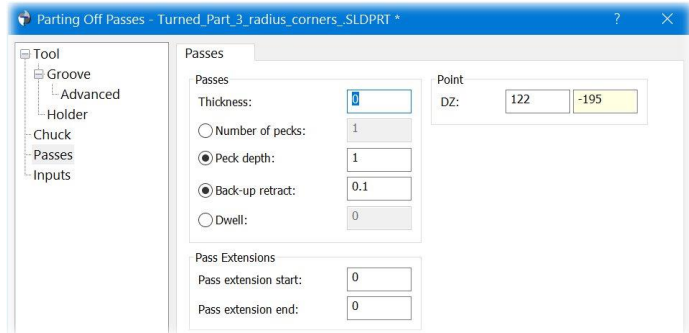 Parting Off Passes - Turned_Part_3_radius_corners_.SLDPRT *
? ×
Tool
Groove
Advanced
Holder
Chuck
Passes
Inputs
Passes
Passes
Thickness: 0
Number of pecks: 1
Peck depth: 1
Back-up retract: 0.1
Dwell: 0
Pass Extensions
Pass extension start: 0
Pass extension end: 0
Point
DZ: 122 -195